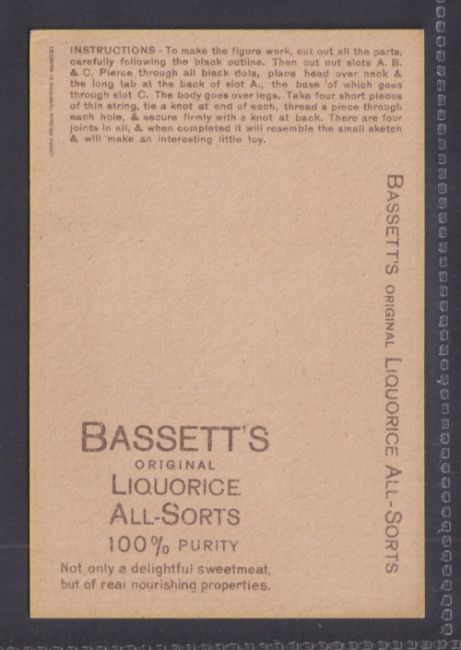 INSTRUCTIONS - To make the figure work, cut out all the parts,
carefully following the black outline. Then cut out slots A. B.
& C. Pierce through all black dots, place head over neck &
the long tab at the back of slot A., the base of which goes
through slot C. The body goes over legs. Take four short pieces
of thin string, tie a knot at end of each, thread a piece through
each hole, & secure firmly with a knot at back. There are four
joints in all, & when completed it will resemble the small sketch
& will make an interesting little toy.
BASSETT'S ORIGINAL LIQUORICE ALL-SORTS
BASSETT'S
ORIGINAL
LIQUORICE
ALL-SORTS
100% PURITY
Not only a delightful sweetmeat,
but of real nourishing properties.